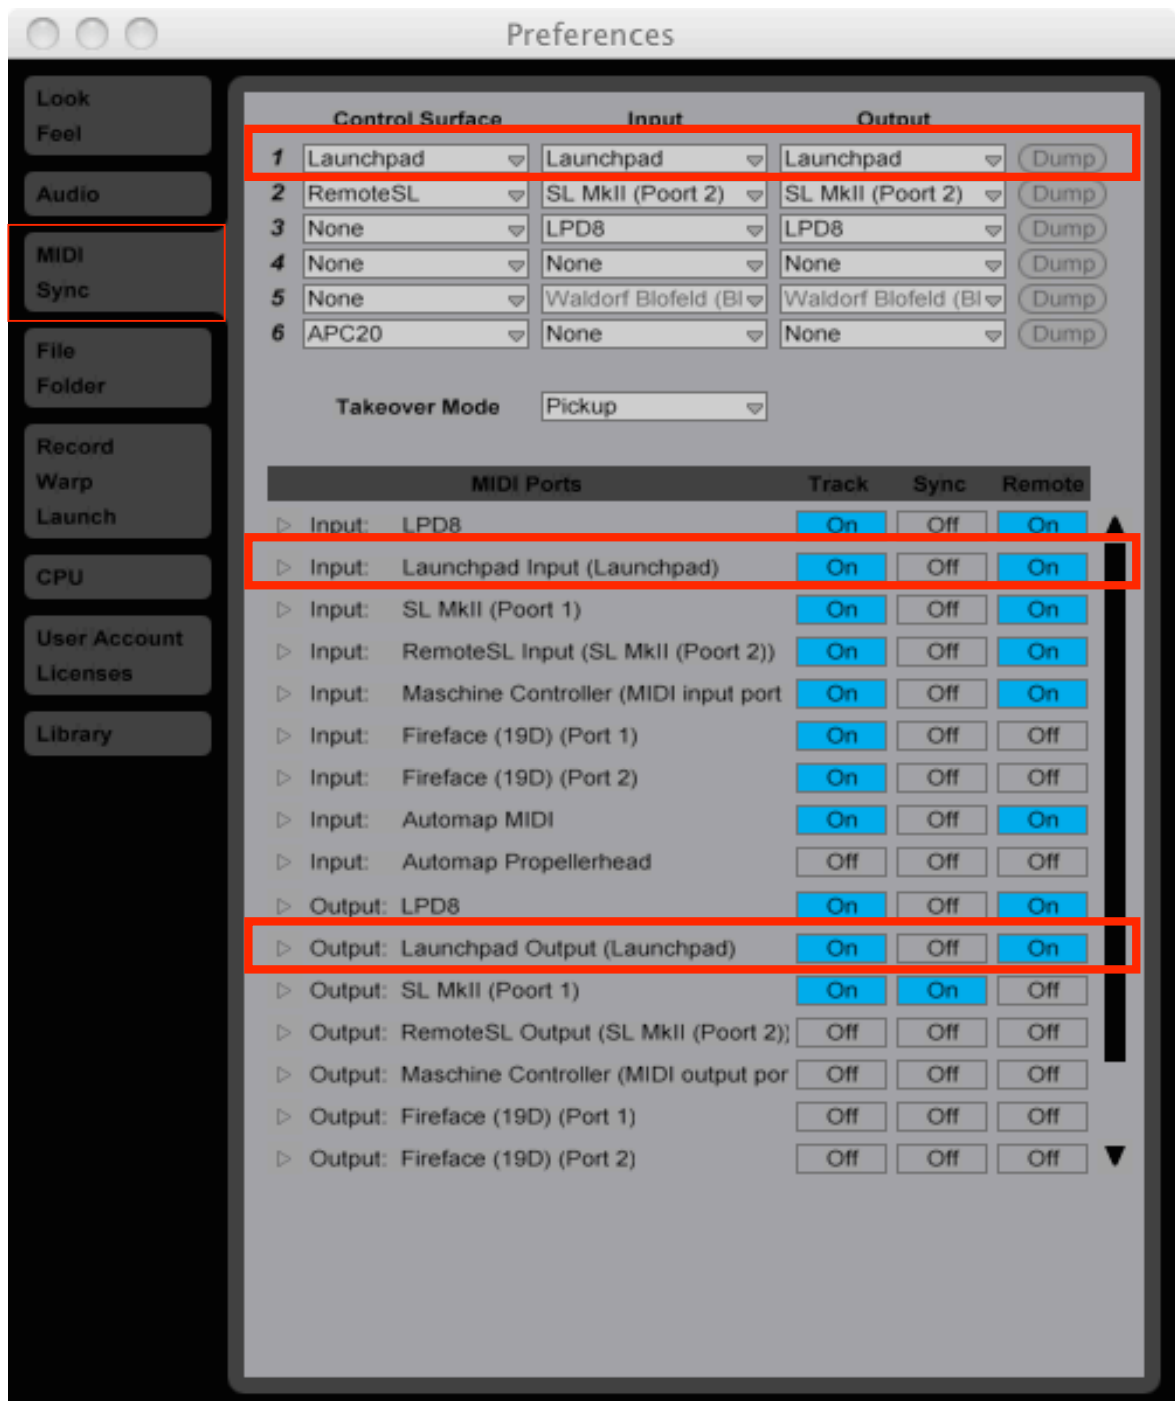 Preferences
Look
Feel
Audio
MIDI
Sync
File
Folder
Record
Warp
Launch
CPU
User Account
Licenses
Library
Control Surface Input Output
1 Launchpad Launchpad Launchpad Dump
2 RemoteSL SL MkII (Poort 2) SL MkII (Poort 2) Dump
3 None LPD8 LPD8 Dump
4 None None None Dump
5 None Waldorf Blofeld (Bl Waldorf Blofeld (Bl Dump
6 APC20 None None Dump
Takeover Mode Pickup
MIDI Ports Track Sync Remote
Input: LPD8 On Off On
Input: Launchpad Input (Launchpad) On Off On
Input: SL MkII (Poort 1) On Off On
Input: RemoteSL Input (SL MkII (Poort 2)) On Off On
Input: Maschine Controller (MIDI input port On Off On
Input: Fireface (19D) (Port 1) On Off Off
Input: Fireface (19D) (Port 2) On Off Off
Input: Automap MIDI On Off On
Input: Automap Propellerhead Off Off Off
Output: LPD8 On Off On
Output: Launchpad Output (Launchpad) On Off On
Output: SL MkII (Poort 1) On On Off
Output: RemoteSL Output (SL MkII (Poort 2)) Off Off Off
Output: Maschine Controller (MIDI output por Off Off Off
Output: Fireface (19D) (Port 1) Off Off Off
Output: Fireface (19D) (Port 2) Off Off Off